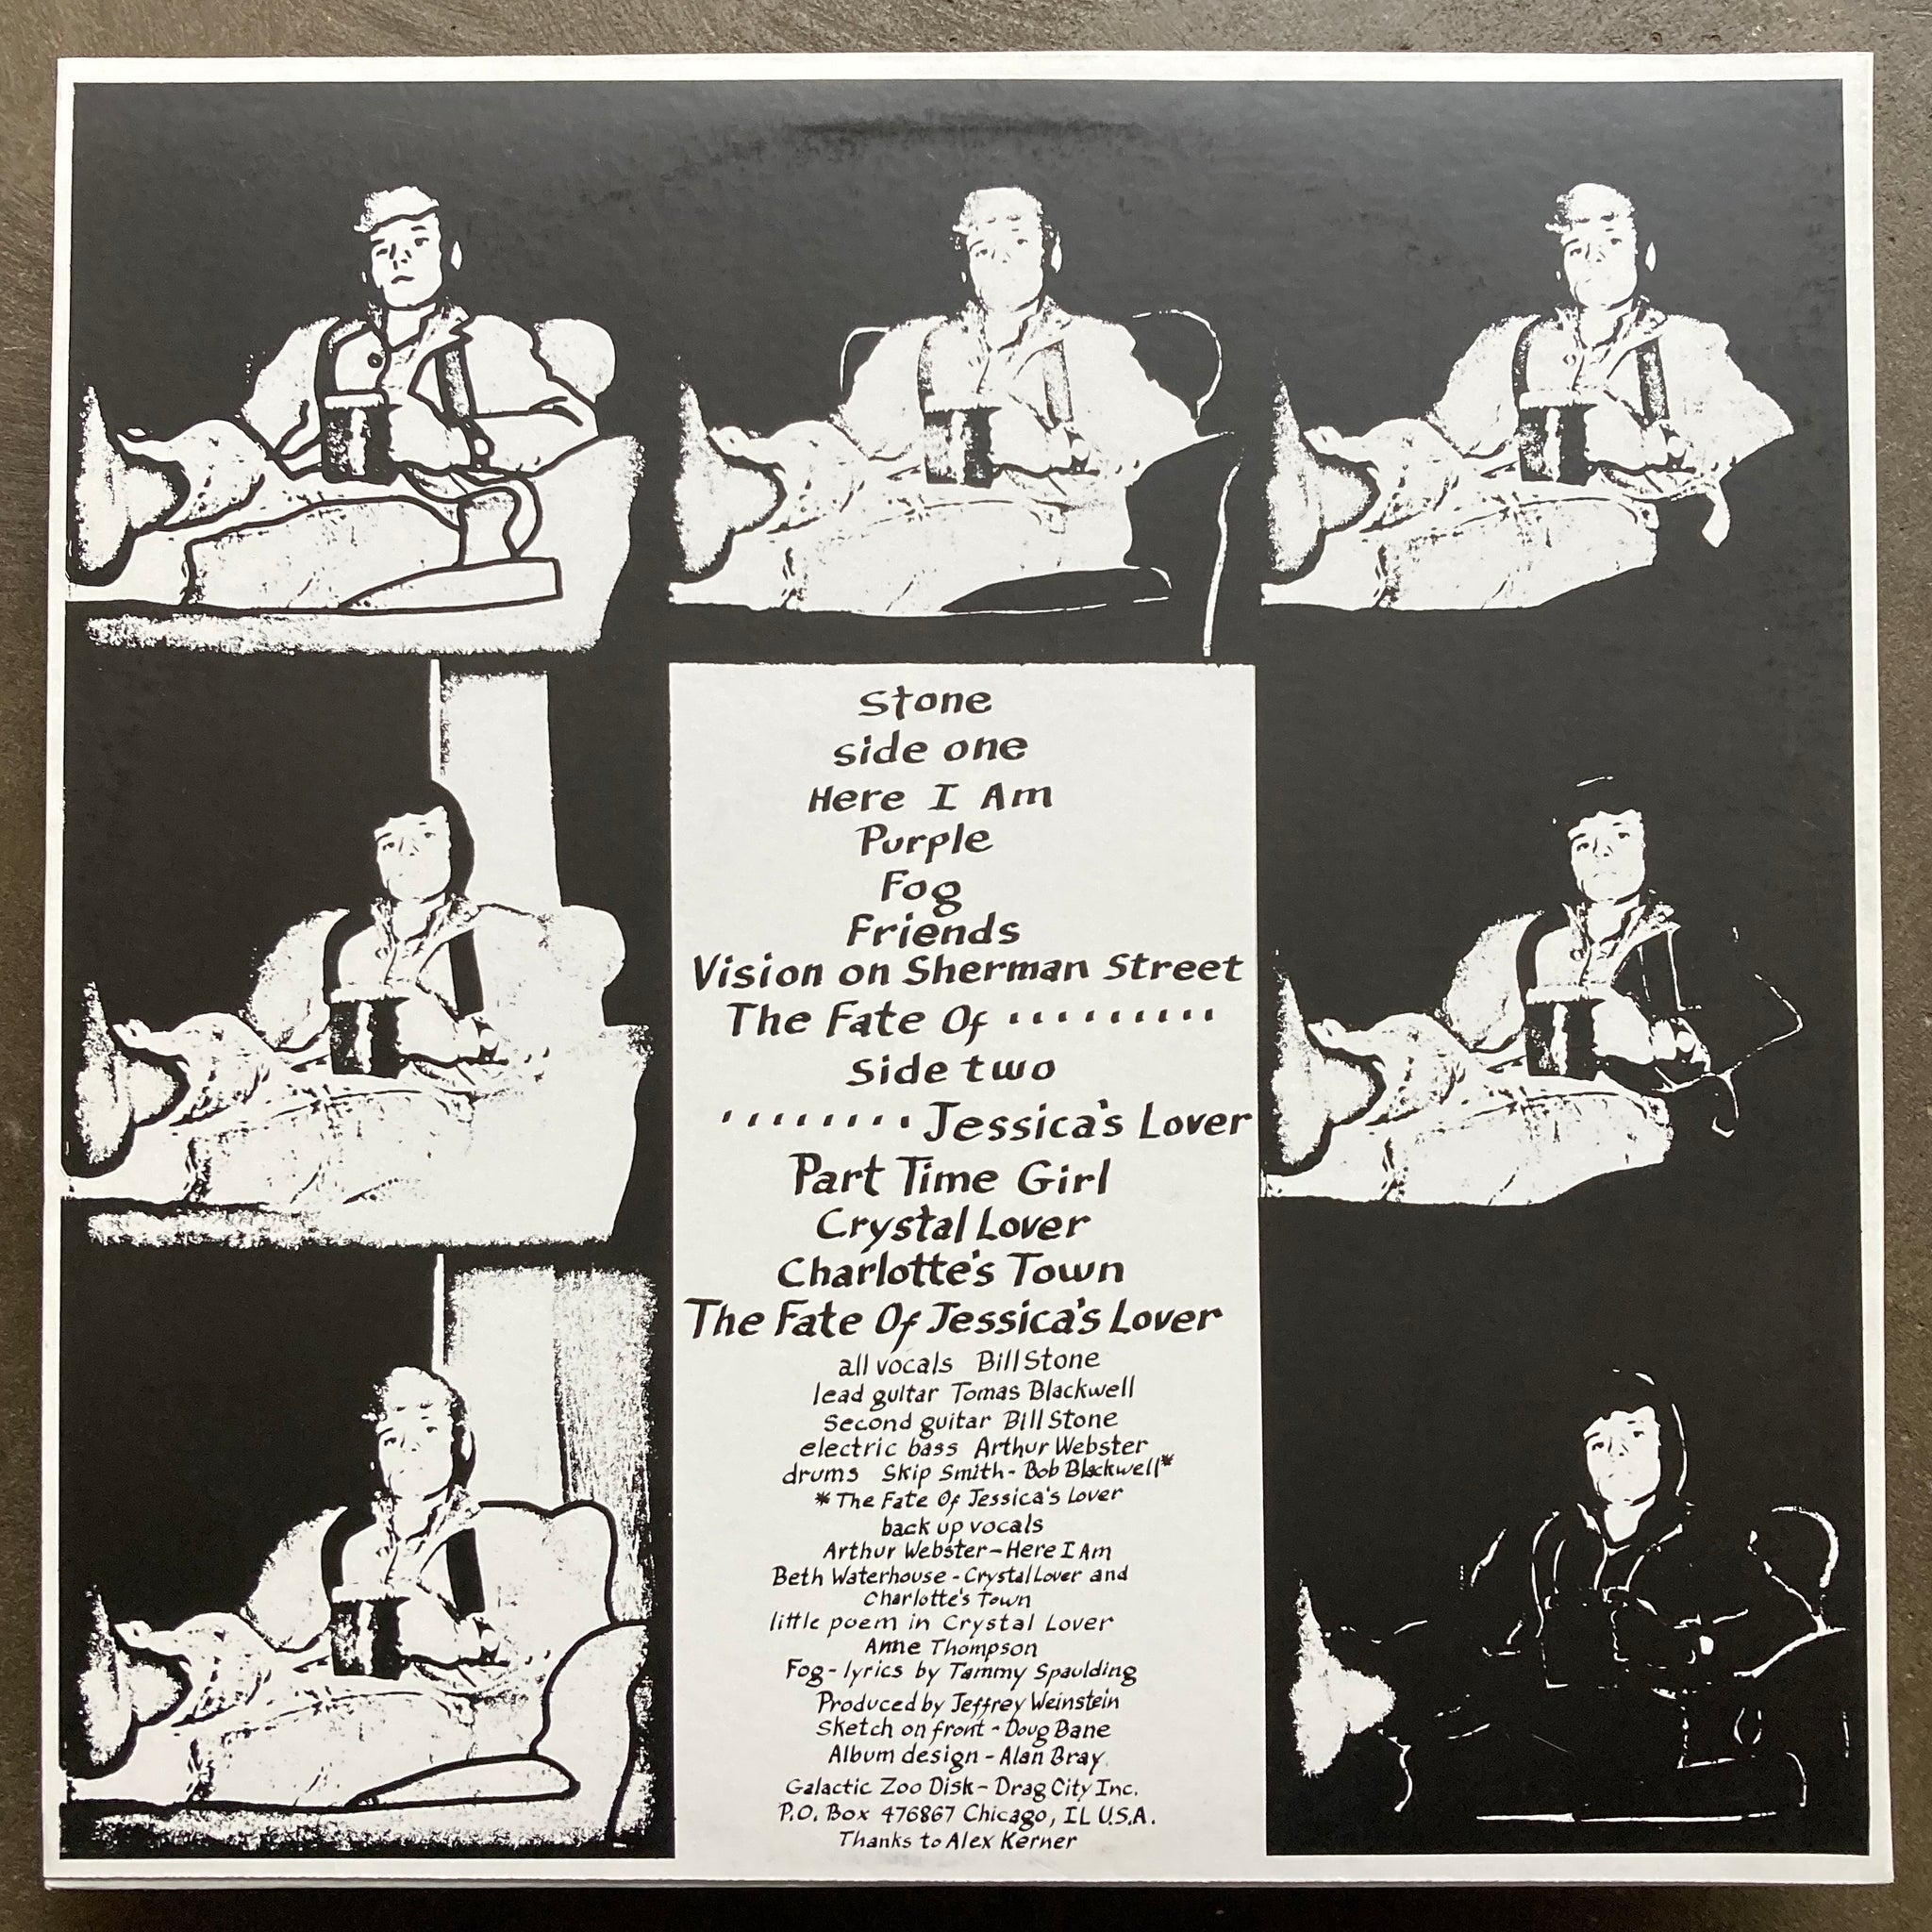 Stone
side one
Here I Am
Purple
Fog
Friends
Vision on Sherman Street
The Fate Of .........
Side two
........ Jessica's Lover
Part Time Girl
Crystal Lover
Charlotte's Town
The Fate Of Jessica's Lover
all vocals Bill Stone
lead guitar Tomas Blackwell
Second guitar Bill Stone
electric bass Arthur Webster
drums Skip Smith - Bob Blackwell*
* The Fate Of Jessica's Lover
back up vocals
Arthur Webster - Here I Am
Beth Waterhouse - Crystal Lover and
Charlotte's Town
little poem in Crystal Lover
Anne Thompson
Fog - lyrics by Tammy Spaulding
Produced by Jeffrey Weinstein
Sketch on front - Doug Bane
Album design - Alan Bray
Galactic Zoo Disk - Drag City Inc.
P.O. Box 476867 Chicago, IL U.S.A.
Thanks to Alex Kerner